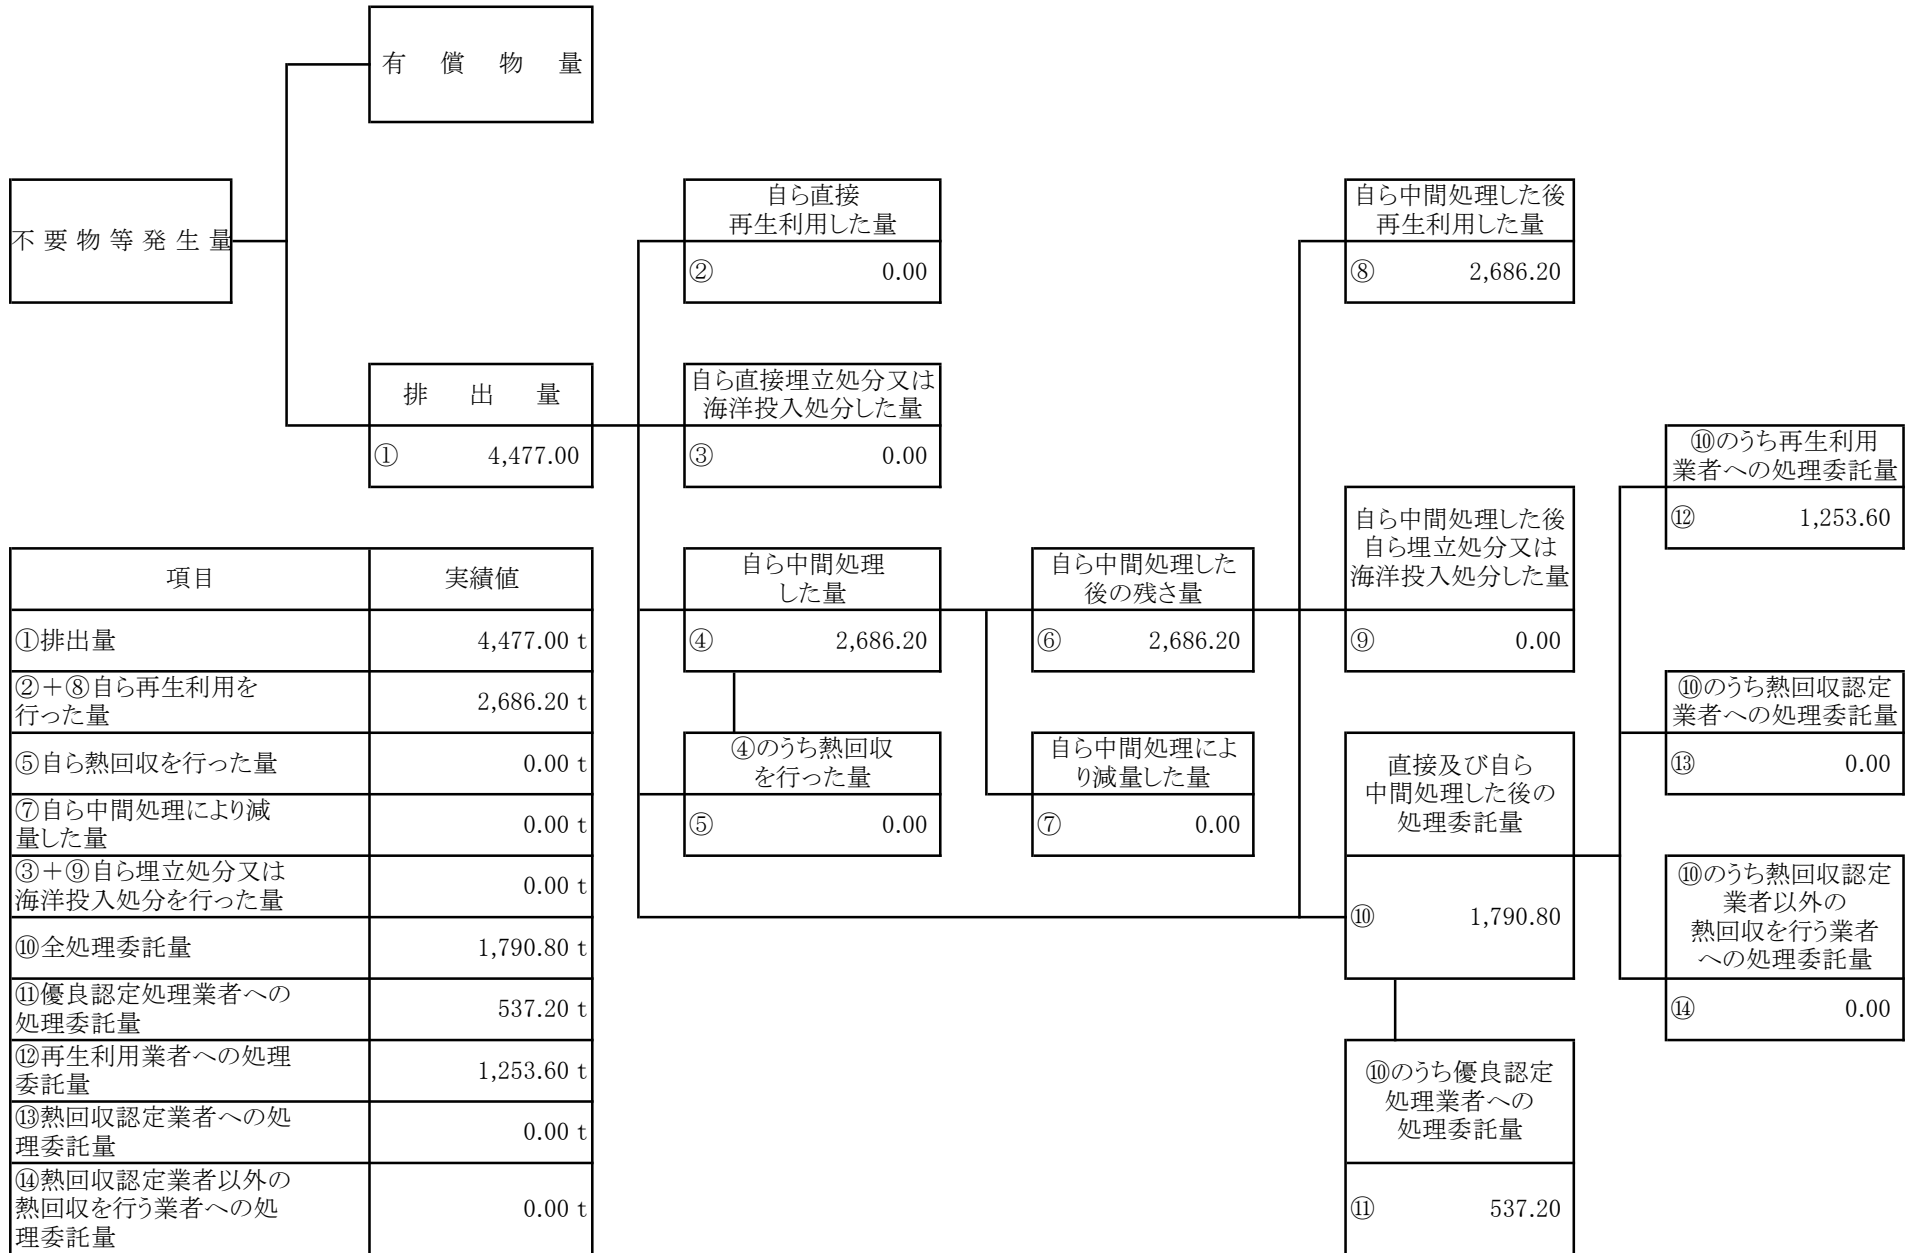 有償物量
不要物等発生量
排出量
① 4,477.00
自ら直接
再生利用した量
② 0.00
自ら直接埋立処分又は
海洋投入処分した量
③ 0.00
自ら中間処理
した量
④ 2,686.20
④のうち熱回収
を行った量
⑤ 0.00
自ら中間処理した
後の残さ量
⑥ 2,686.20
自ら中間処理によ
り減量した量
⑦ 0.00
自ら中間処理した後
再生利用した量
⑧ 2,686.20
自ら中間処理した後
自ら埋立処分又は
海洋投入処分した量
⑨ 0.00
直接及び自ら
中間処理した後の
処理委託量
⑩ 1,790.80
⑩のうち優良認定
処理業者への
処理委託量
⑪ 537.20
⑩のうち再生利用
業者への処理委託量
⑫ 1,253.60
⑩のうち熱回収認定
業者への処理委託量
⑬ 0.00
⑩のうち熱回収認定
業者以外の
熱回収を行う業者
への処理委託量
⑭ 0.00
項目 実績値
①排出量 4,477.00 t
②＋⑧自ら再生利用を
行った量 2,686.20 t
⑤自ら熱回収を行った量 0.00 t
⑦自ら中間処理により減
量した量 0.00 t
③＋⑨自ら埋立処分又は
海洋投入処分を行った量 0.00 t
⑩全処理委託量 1,790.80 t
⑪優良認定処理業者への
処理委託量 537.20 t
⑫再生利用業者への処理
委託量 1,253.60 t
⑬熱回収認定業者への処
理委託量 0.00 t
⑭熱回収認定業者以外の
熱回収を行う業者への処
理委託量 0.00 t